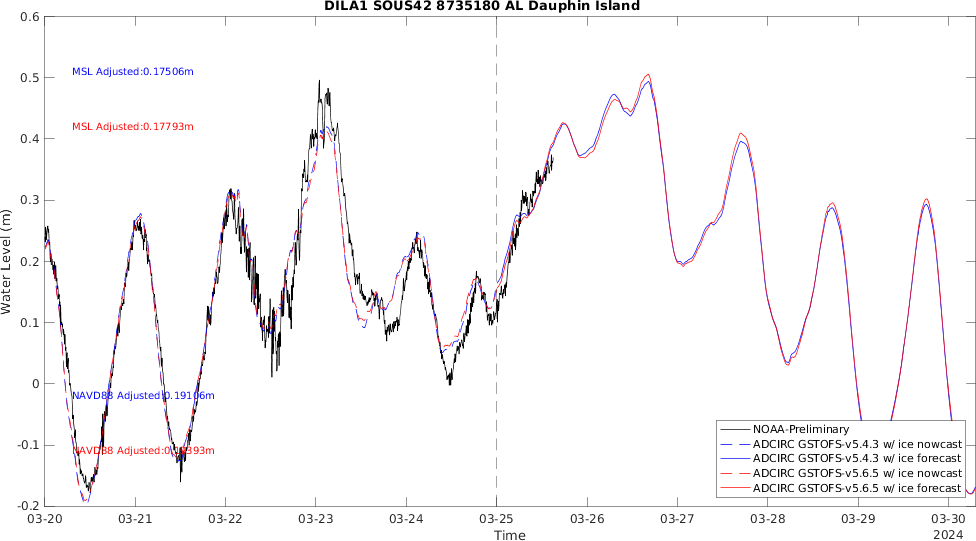 DILA1 SOUS42 8735180 AL Dauphin Island
0.6
0.5
0.4
0.3
0.2
0.1
0
-0.1
-0.2
Water Level (m)
MSL Adjusted:0.17506m
MSL Adjusted:0.17793m
NAVD88 Adjusted:0.19106m
NAVD88 Adjusted:
NOAA-Preliminary
ADCIRC GSTOFS-v5.4.3 w/ ice nowcast
ADCIRC GSTOFS-v5.4.3 w/ ice forecast
ADCIRC GSTOFS-v5.6.5 w/ ice nowcast
ADCIRC GSTOFS-v5.6.5 w/ ice forecast
03-20 03-21 03-22 03-23 03-24 03-25 03-26 03-27 03-28 03-29 03-30
Time
2024